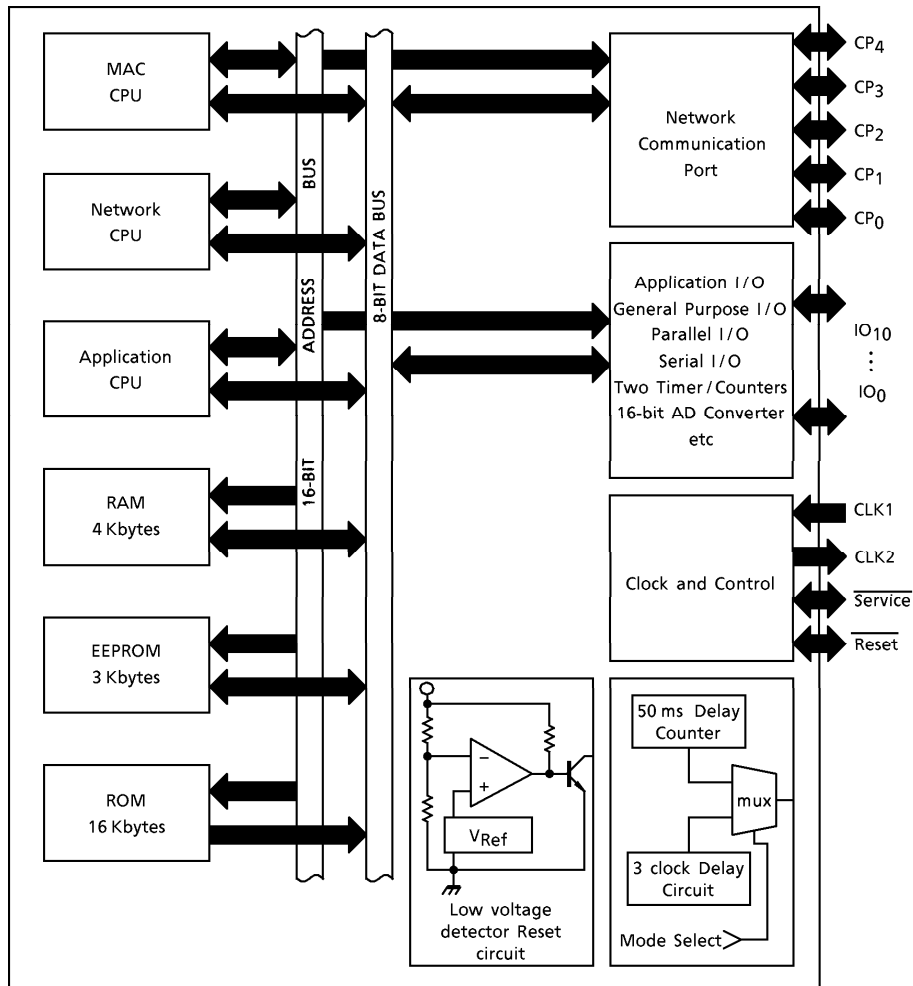 MAC
CPU
Network
CPU
Application
CPU
RAM
4 Kbytes
EEPROM
3 Kbytes
ROM
16 Kbytes
16-BIT ADDRESS BUS
8-BIT DATA BUS
Network
Communication
Port
CP4
CP3
CP2
CP1
CP0
Application I/O
General Purpose I/O
Parallel I/O
Serial I/O
Two Timer/Counters
16-bit AD Converter
etc
IO10
⋮
IO0
Clock and Control
CLK1
CLK2
Service
Reset
−
+
VRef
Low voltage
detector Reset
circuit
50 ms Delay
Counter
mux
3 clock Delay
Circuit
Mode Select